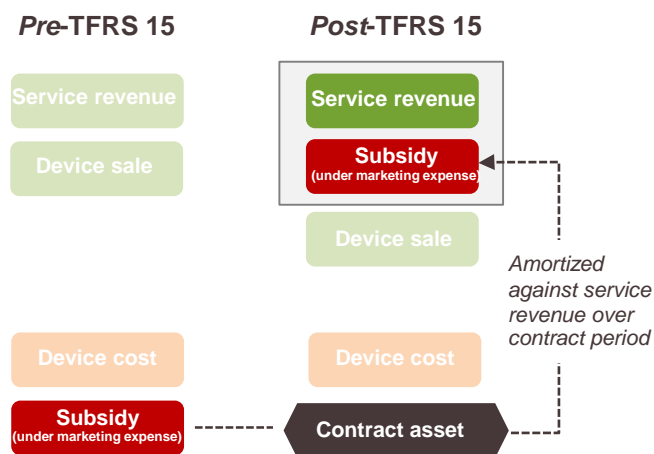 Pre-TFRS 15
Post-TFRS 15
Service revenue
Service revenue
Device sale
Subsidy
(under marketing expense)
Device sale
Amortized
against service
revenue over
contract period
Device cost
Device cost
Subsidy
(under marketing expense)
Contract asset